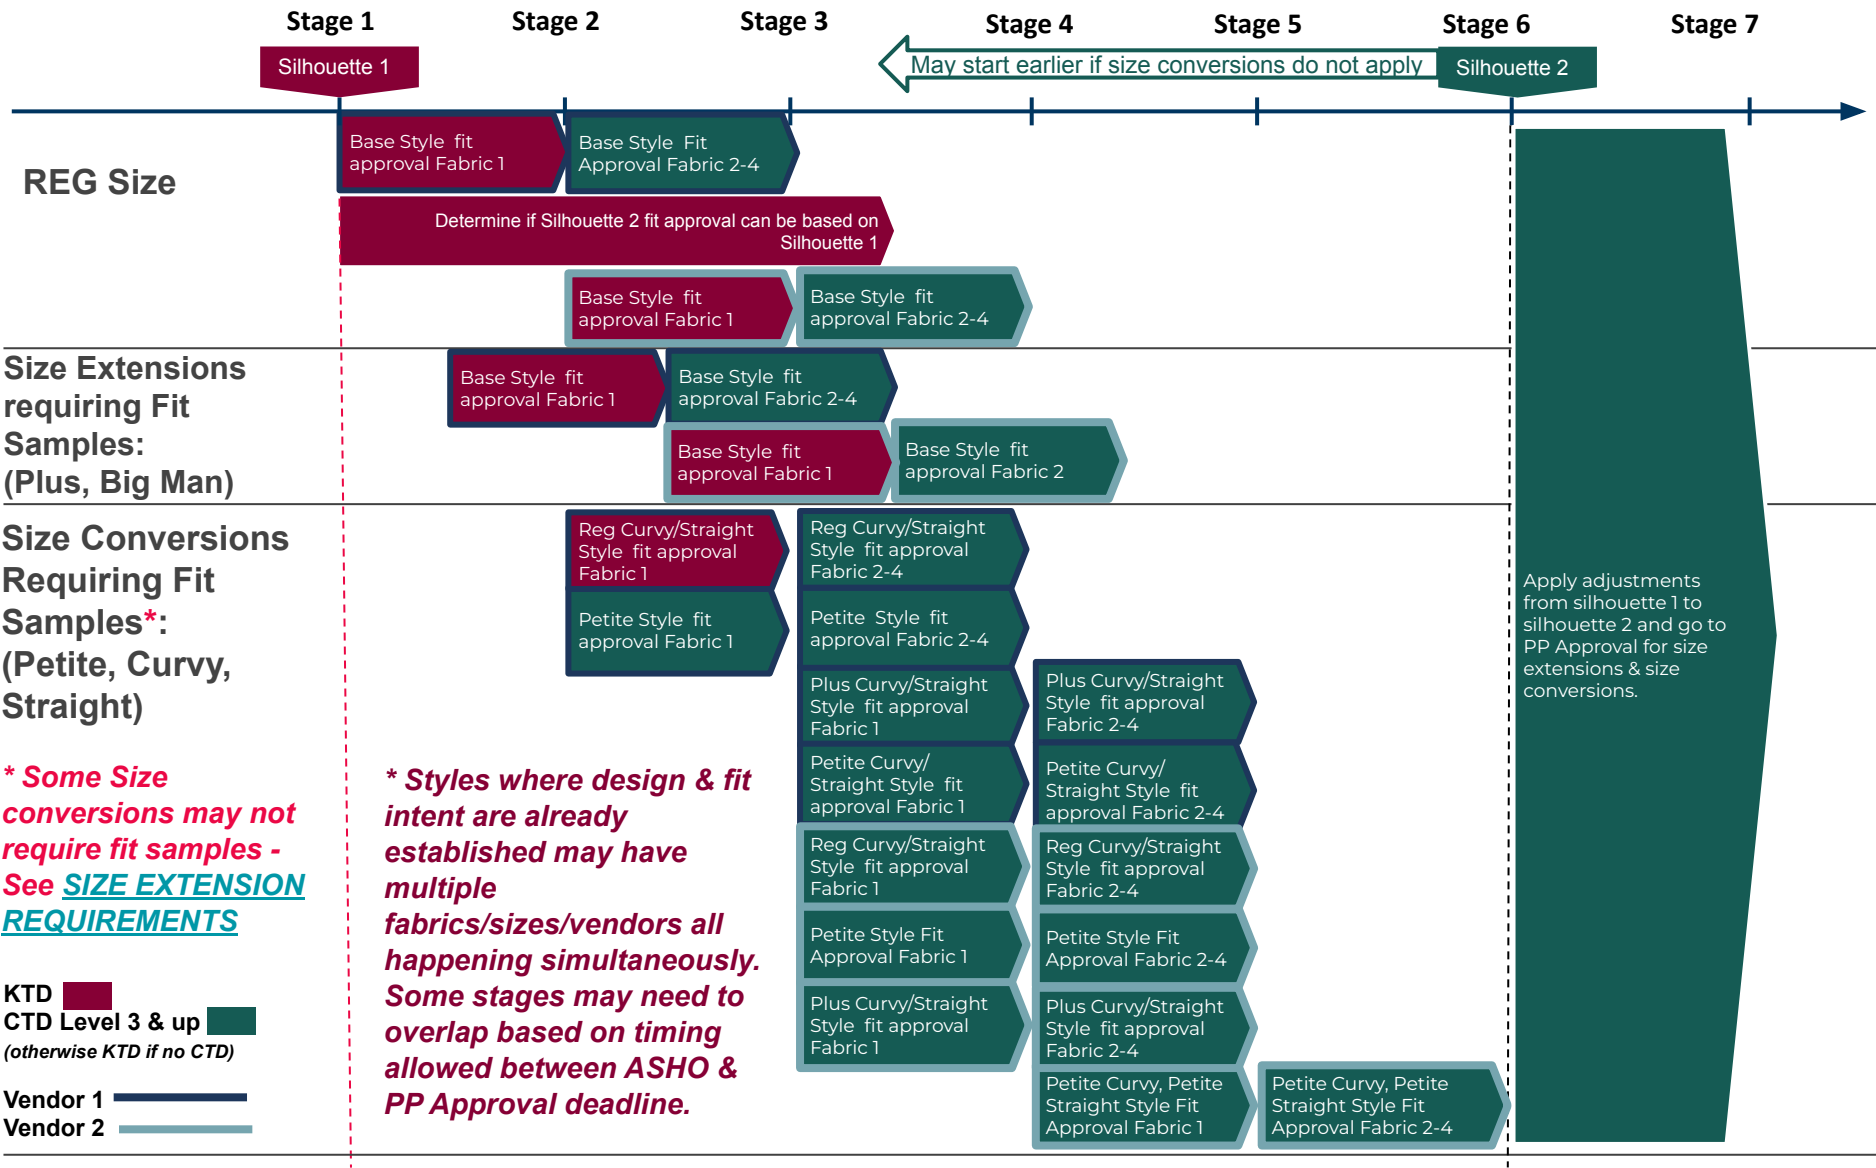 Stage 1
Stage 2
Stage 3
Stage 4
Stage 5
Stage 6
Stage 7
Silhouette 1
May start earlier if size conversions do not apply
Silhouette 2
REG Size
Base Style fit
approval Fabric 1
Base Style Fit
Approval Fabric 2-4
Determine if Silhouette 2 fit approval can be based on
Silhouette 1
Base Style fit
approval Fabric 1
Base Style fit
approval Fabric 2-4
Size Extensions
requiring Fit
Samples:
(Plus, Big Man)
Base Style fit
approval Fabric 1
Base Style fit
approval Fabric 2-4
Base Style fit
approval Fabric 1
Base Style fit
approval Fabric 2
Size Conversions
Requiring Fit
Samples*:
(Petite, Curvy,
Straight)
Reg Curvy/Straight
Style fit approval
Fabric 1
Reg Curvy/Straight
Style fit approval
Fabric 2-4
Petite Style fit
approval Fabric 1
Petite Style fit
approval Fabric 2-4
Plus Curvy/Straight
Style fit approval
Fabric 1
Plus Curvy/Straight
Style fit approval
Fabric 2-4
Petite Curvy/
Straight Style fit
approval Fabric 1
Petite Curvy/
Straight Style fit
approval Fabric 2-4
Reg Curvy/Straight
Style fit approval
Fabric 1
Reg Curvy/Straight
Style fit approval
Fabric 2-4
Petite Style Fit
Approval Fabric 1
Petite Style Fit
Approval Fabric 2-4
Plus Curvy/Straight
Style fit approval
Fabric 1
Plus Curvy/Straight
Style fit approval
Fabric 2-4
Petite Curvy, Petite
Straight Style Fit
Approval Fabric 1
Petite Curvy, Petite
Straight Style Fit
Approval Fabric 2-4
Apply adjustments
from silhouette 1 to
silhouette 2 and go to
PP Approval for size
extensions & size
conversions.
* Some Size
conversions may not
require fit samples -
See SIZE EXTENSION
REQUIREMENTS
* Styles where design & fit
intent are already
established may have
multiple
fabrics/sizes/vendors all
happening simultaneously.
Some stages may need to
overlap based on timing
allowed between ASHO &
PP Approval deadline.
KTD
CTD Level 3 & up
(otherwise KTD if no CTD)
Vendor 1
Vendor 2